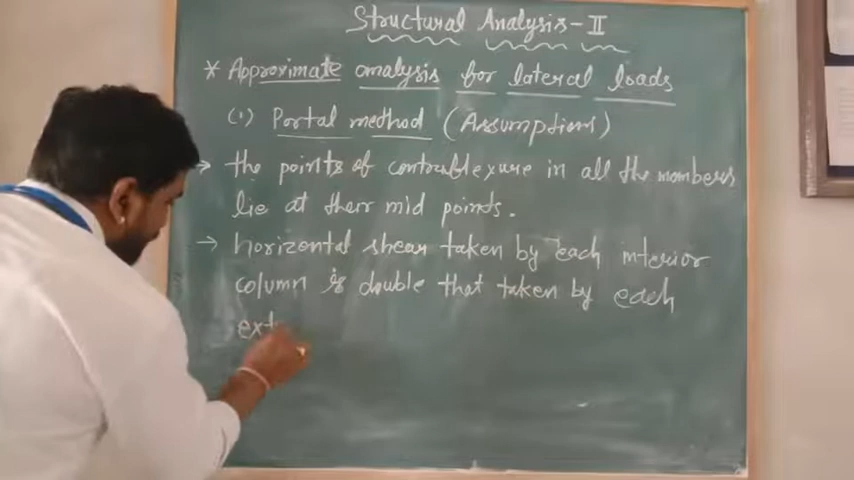 Structural Analysis-II
* Approximate analysis for lateral loads
(1) Portal method (Assumptions)
→ the points of contraflexure in all the members
lie at their mid points.
→ horizontal shear taken by each interior
column is double that taken by each
ext